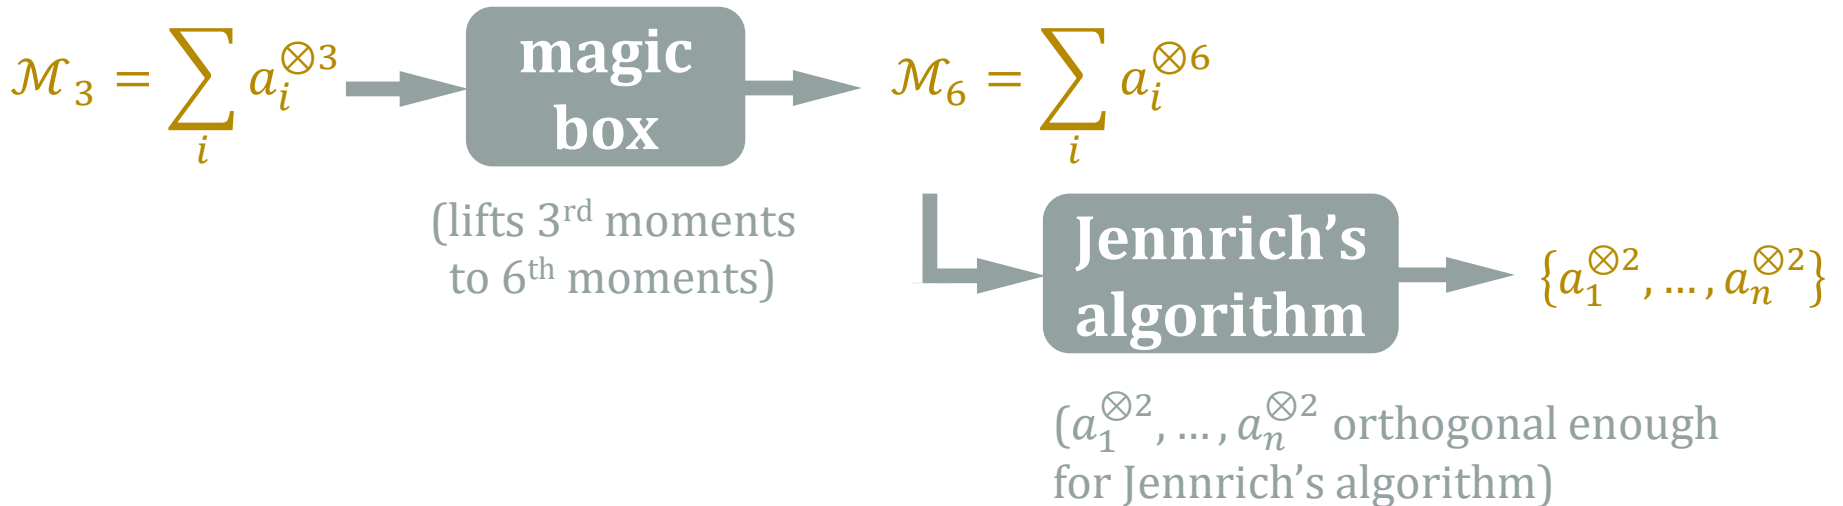 ℳ₃ = ∑ᵢ aᵢ^{⊗3}
magic
box
ℳ₆ = ∑ᵢ aᵢ^{⊗6}
(lifts 3rd moments
to 6th moments)
Jennrich’s
algorithm
{a₁^{⊗2}, … , aₙ^{⊗2}}
(a₁^{⊗2}, … , aₙ^{⊗2} orthogonal enough
for Jennrich’s algorithm)